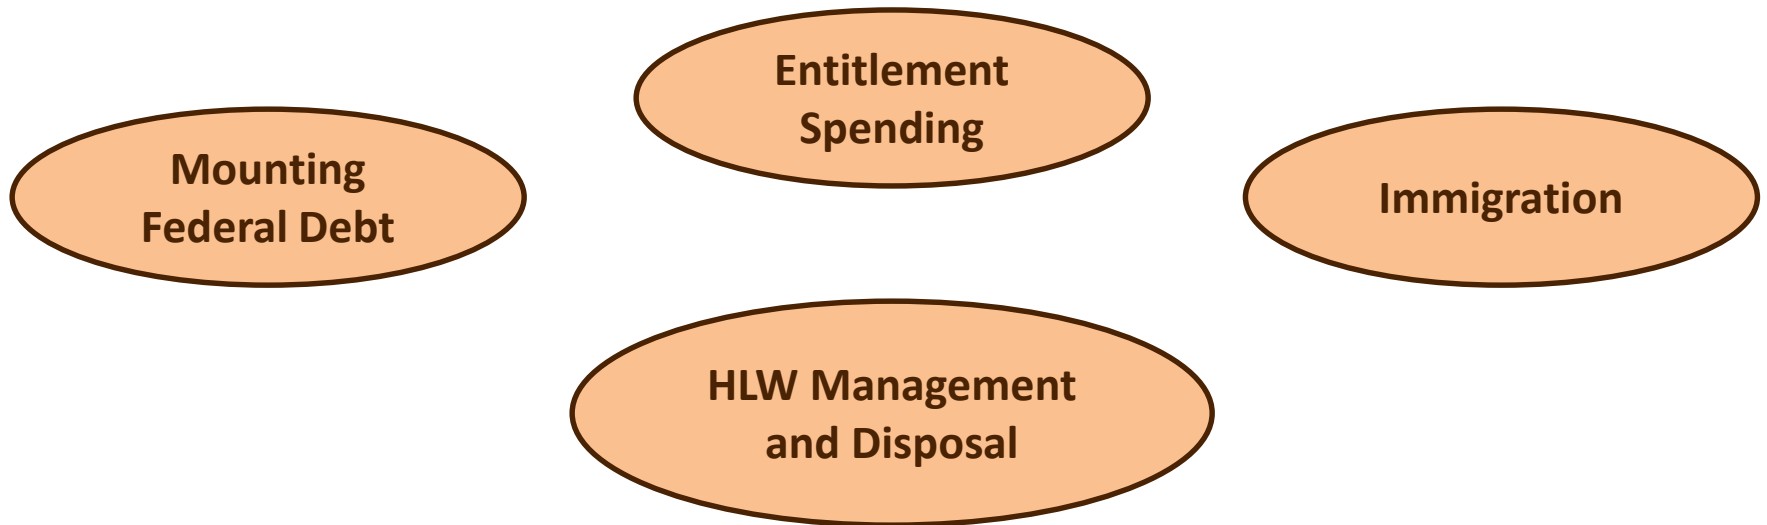 Entitlement
Spending
Mounting
Federal Debt
Immigration
HLW Management
and Disposal